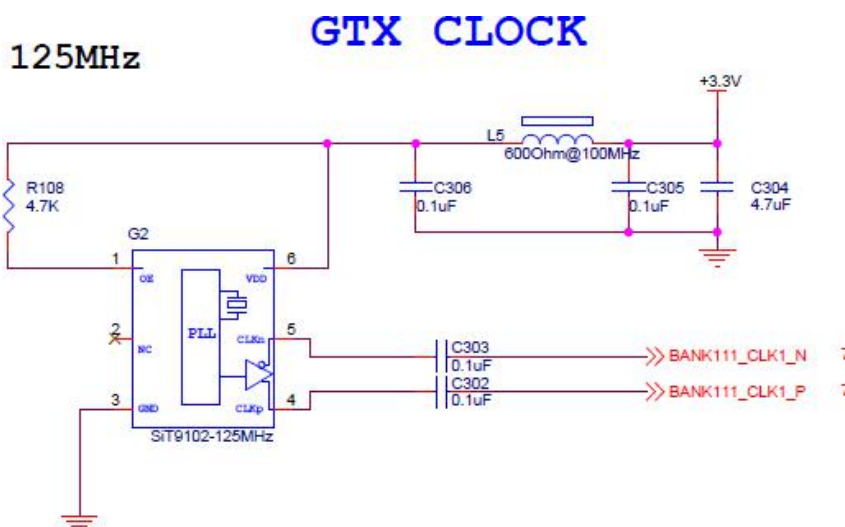 GTX CLOCK
125MHz
+3.3V
L5
600Ohm@100MHz
R108
4.7K
C306
0.1uF
C305
0.1uF
C304
4.7uF
G2
1
6
OE
VDD
2
5
NC
PLL
CLKn
C303
0.1uF
BANK111_CLK1_N
3
4
GND
CLKp
C302
0.1uF
BANK111_CLK1_P
SiT9102-125MHz